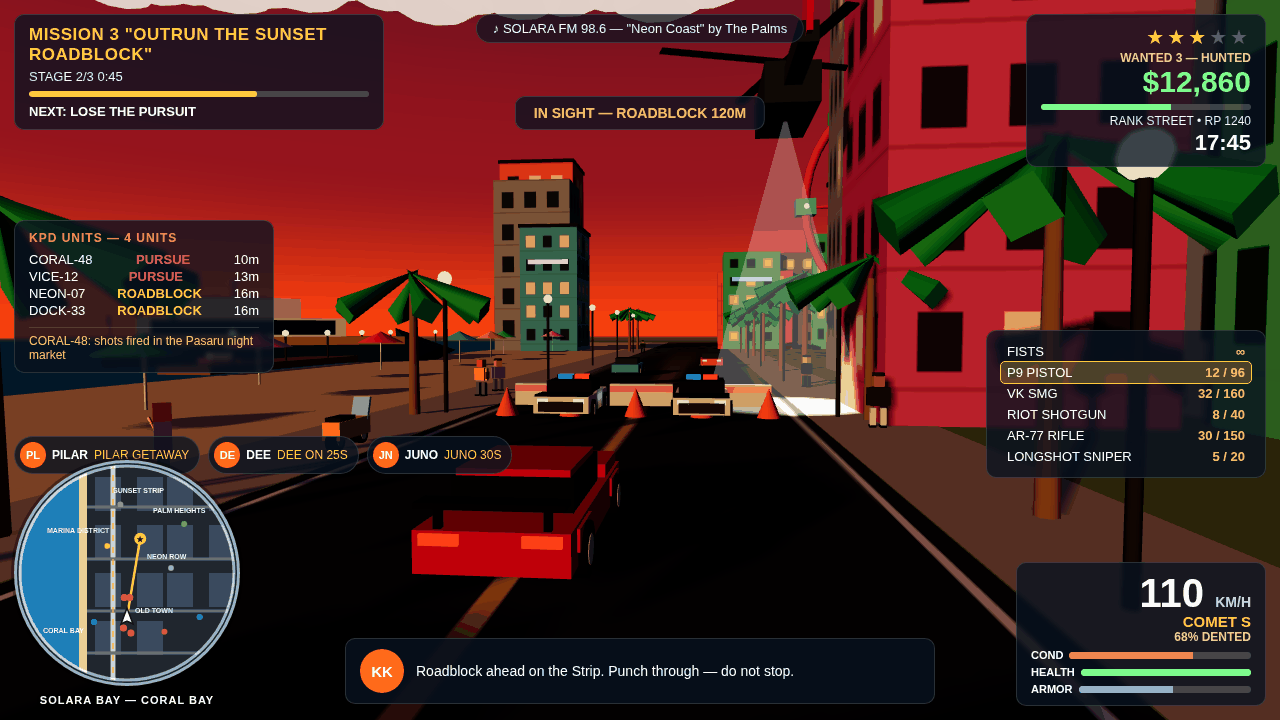 MISSION 3 "OUTRUN THE SUNSET
ROADBLOCK"
STAGE 2/3 0:45
NEXT: LOSE THE PURSUIT
♪ SOLARA FM 98.6 — "Neon Coast" by The Palms
IN SIGHT — ROADBLOCK 120M
★★★★★
WANTED 3 — HUNTED
$12,860
RANK STREET • RP 1240
17:45
KPD UNITS — 4 UNITS
CORAL-48 PURSUE 10m
VICE-12 PURSUE 13m
NEON-07 ROADBLOCK 16m
DOCK-33 ROADBLOCK 16m
CORAL-48: shots fired in the Pasaru night
market
FISTS ∞
P9 PISTOL 12 / 96
VK SMG 32 / 160
RIOT SHOTGUN 8 / 40
AR-77 RIFLE 30 / 150
LONGSHOT SNIPER 5 / 20
PL PILAR PILAR GETAWAY
DE DEE DEE ON 25S
JN JUNO JUNO 30S
SUNSET STRIP
PALM HEIGHTS
MARINA DISTRICT
NEON ROW
OLD TOWN
CORAL BAY
SOLARA BAY — CORAL BAY
KK Roadblock ahead on the Strip. Punch through — do not stop.
110 KM/H
COMET S
68% DENTED
COND
HEALTH
ARMOR